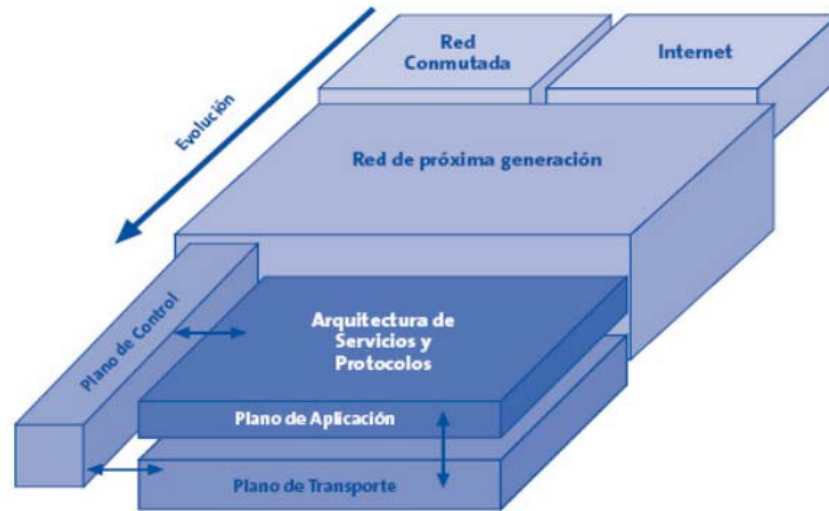 Red
Conmutada
Internet
Evolución
Red de próxima generación
Plano de Control
Arquitectura de
Servicios y
Protocolos
Plano de Aplicación
Plano de Transporte